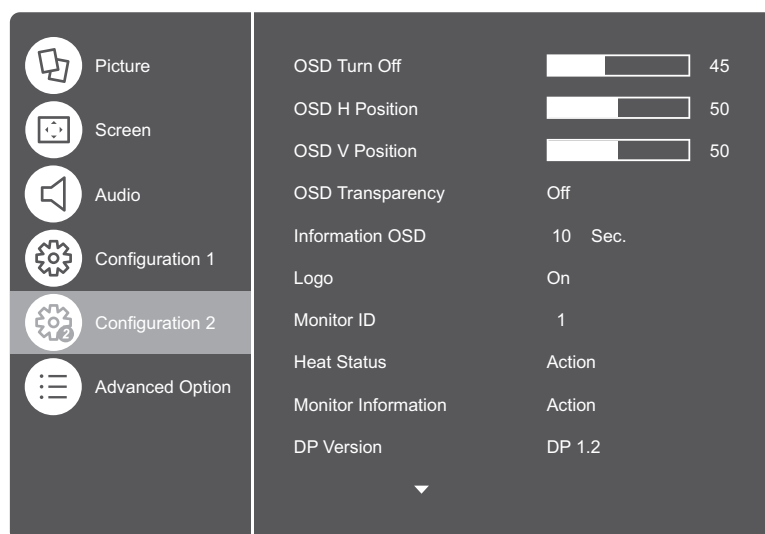 Picture
Screen
Audio
Configuration 1
2
Configuration 2
Advanced Option
OSD Turn Off 45
OSD H Position 50
OSD V Position 50
OSD Transparency Off
Information OSD 10 Sec.
Logo On
Monitor ID 1
Heat Status Action
Monitor Information Action
DP Version DP 1.2